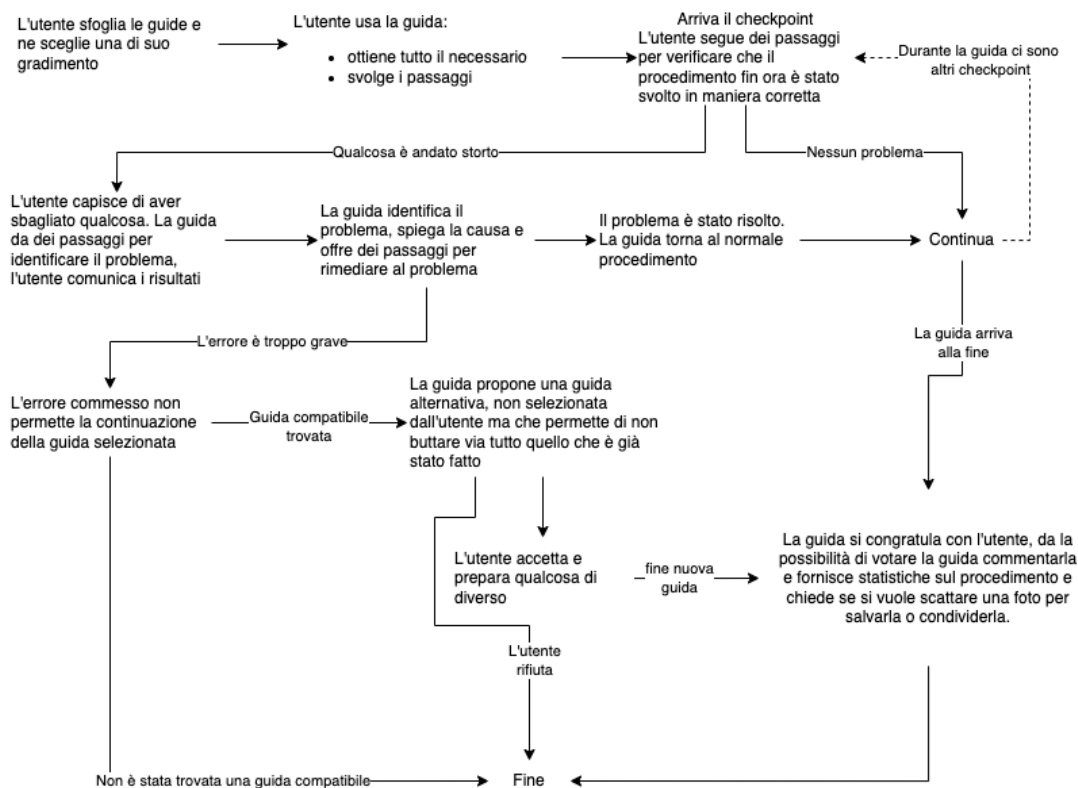 L'utente sfoglia le guide e
ne sceglie una di suo
gradimento
L'utente usa la guida:
• ottiene tutto il necessario
• svolge i passaggi
Arriva il checkpoint
L'utente segue dei passaggi
per verificare che il
procedimento fin ora è stato
svolto in maniera corretta
Durante la guida ci sono
altri checkpoint
Qualcosa è andato storto
Nessun problema
L'utente capisce di aver
sbagliato qualcosa. La guida
da dei passaggi per
identificare il problema,
l'utente comunica i risultati
La guida identifica il
problema, spiega la causa e
offre dei passaggi per
rimediare al problema
Il problema è stato risolto.
La guida torna al normale
procedimento
Continua
L'errore è troppo grave
La guida arriva
alla fine
L'errore commesso non
permette la continuazione
della guida selezionata
Guida compatibile
trovata
La guida propone una guida
alternativa, non selezionata
dall'utente ma che permette di non
buttare via tutto quello che è già
stato fatto
L'utente accetta e
prepara qualcosa di
diverso
fine nuova
guida
La guida si congratula con l'utente, da la
possibilità di votare la guida commentarla
e fornisce statistiche sul procedimento e
chiede se si vuole scattare una foto per
salvarla o condividerla.
L'utente
rifiuta
Non è stata trovata una guida compatibile
Fine